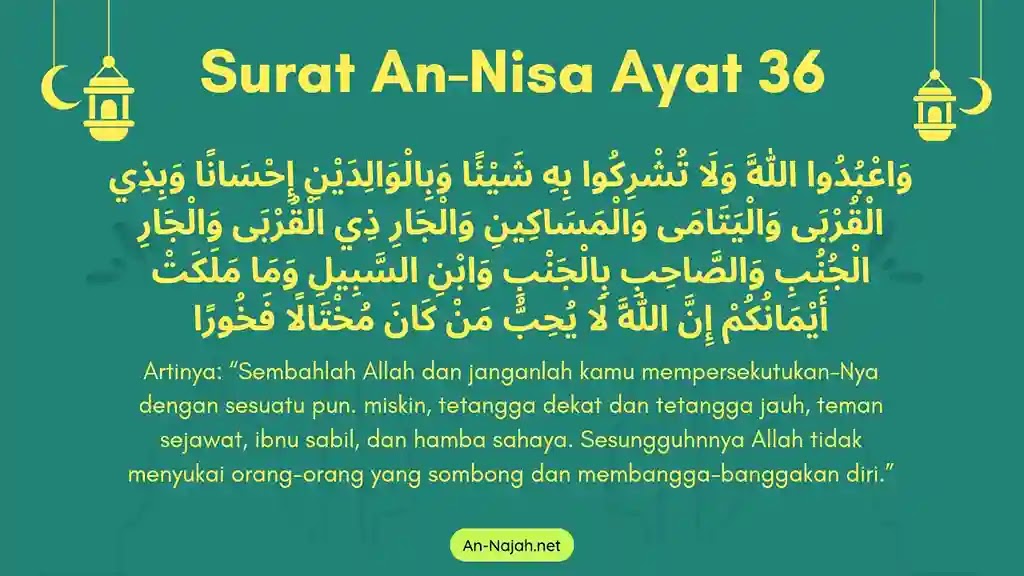 Surat An-Nisa Ayat 36
وَاعْبُدُوا اللَّهَ وَلَا تُشْرِكُوا بِهِ شَيْئًا وَبِالْوَالِدَيْنِ إِحْسَانًا وَبِذِي
الْقُرْبَى وَالْيَتَامَى وَالْمَسَاكِينِ وَالْجَارِ ذِي الْقُرْبَى وَالْجَارِ
الْجُنُبِ وَالصَّاحِبِ بِالْجَنْبِ وَابْنِ السَّبِيلِ وَمَا مَلَكَتْ
أَيْمَانُكُمْ إِنَّ اللَّهَ لَا يُحِبُّ مَنْ كَانَ مُخْتَالًا فَخُورًا
Artinya: “Sembahlah Allah dan janganlah kamu mempersekutukan-Nya
dengan sesuatu pun. miskin, tetangga dekat dan tetangga jauh, teman
sejawat, ibnu sabil, dan hamba sahaya. Sesungguhnnya Allah tidak
menyukai orang-orang yang sombong dan membangga-banggakan diri.”
An-Najah.net